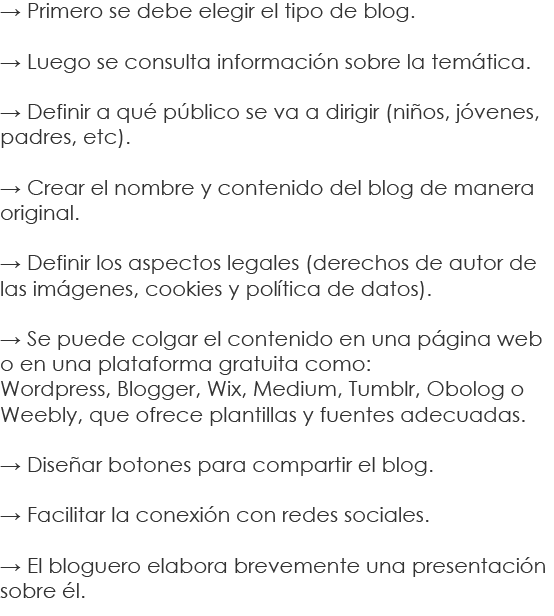 → Primero se debe elegir el tipo de blog.
→ Luego se consulta información sobre la temática.
→ Definir a qué público se va a dirigir (niños, jóvenes,
padres, etc).
→ Crear el nombre y contenido del blog de manera
original.
→ Definir los aspectos legales (derechos de autor de
las imágenes, cookies y política de datos).
→ Se puede colgar el contenido en una página web
o en una plataforma gratuita como:
Wordpress, Blogger, Wix, Medium, Tumblr, Obolog o
Weebly, que ofrece plantillas y fuentes adecuadas.
→ Diseñar botones para compartir el blog.
→ Facilitar la conexión con redes sociales.
→ El bloguero elabora brevemente una presentación
sobre él.